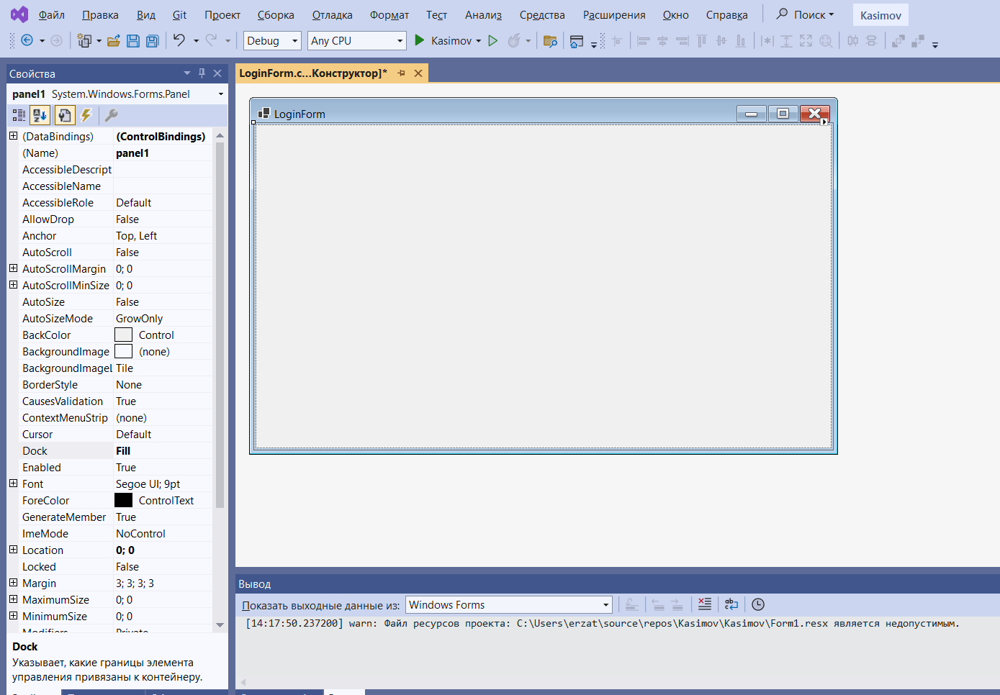 Файл Правка Вид Git Проект Сборка Отладка Формат Тест Анализ Средства Расширения Окно Справка Поиск Kasimov
Debug Any CPU Kasimov
Свойства
panel1 System.Windows.Forms.Panel
(DataBindings) (ControlBindings)
(Name) panel1
AccessibleDescript
AccessibleName
AccessibleRole Default
AllowDrop False
Anchor Top, Left
AutoScroll False
AutoScrollMargin 0; 0
AutoScrollMinSize 0; 0
AutoSize False
AutoSizeMode GrowOnly
BackColor Control
BackgroundImage (none)
BackgroundImageL Tile
BorderStyle None
CausesValidation True
ContextMenuStrip (none)
Cursor Default
Dock Fill
Enabled True
Font Segoe UI; 9pt
ForeColor ControlText
GenerateMember True
ImeMode NoControl
Location 0; 0
Locked False
Margin 3; 3; 3; 3
MaximumSize 0; 0
MinimumSize 0; 0
Modifiers Private
Dock
Указывает, какие границы элемента
управления привязаны к контейнеру.
LoginForm.c...Конструктор]*
LoginForm
Вывод
Показать выходные данные из: Windows Forms
[14:17:50.237200] warn: Файл ресурсов проекта: C:\Users\erzat\source\repos\Kasimov\Kasimov\Form1.resx является недопустимым.